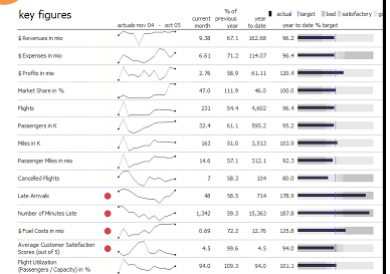 key figures
actuals nov 04 - oct 05
current month
% of previous year
year to date
actual |target bad satisfactory
year to date % target
$ Revenues in mio 9.38 67.1 162.68 96.2
$ Expenses in mio 6.61 71.2 114.07 96.4
$ Profits in mio 2.76 58.9 61.11 120.4
Market Share in % 47.0 111.9 46.0 100.0
Flights 231 54.4 4,602 96.4
Passengers in K 32.4 61.1 595.2 95.2
Miles in K 163 51.0 3,513 103.9
Passenger Miles in mio 14.6 57.1 312.1 92.3
Cancelled Flights 7 58.3 104 80.0
Late Arrivals 48 58.5 714 178.6
Number of Minutes Late 1,042 59.3 15,363 187.8
$ Fuel Costs in mio 0.69 72.2 12.76 125.8
Average Customer Satisfaction
Scores (out of 5) 4.5 99.6 4.5 94.0
Flight Utilization
(Passengers / Capacity) in % 94.0 109.3 94.0 101.1